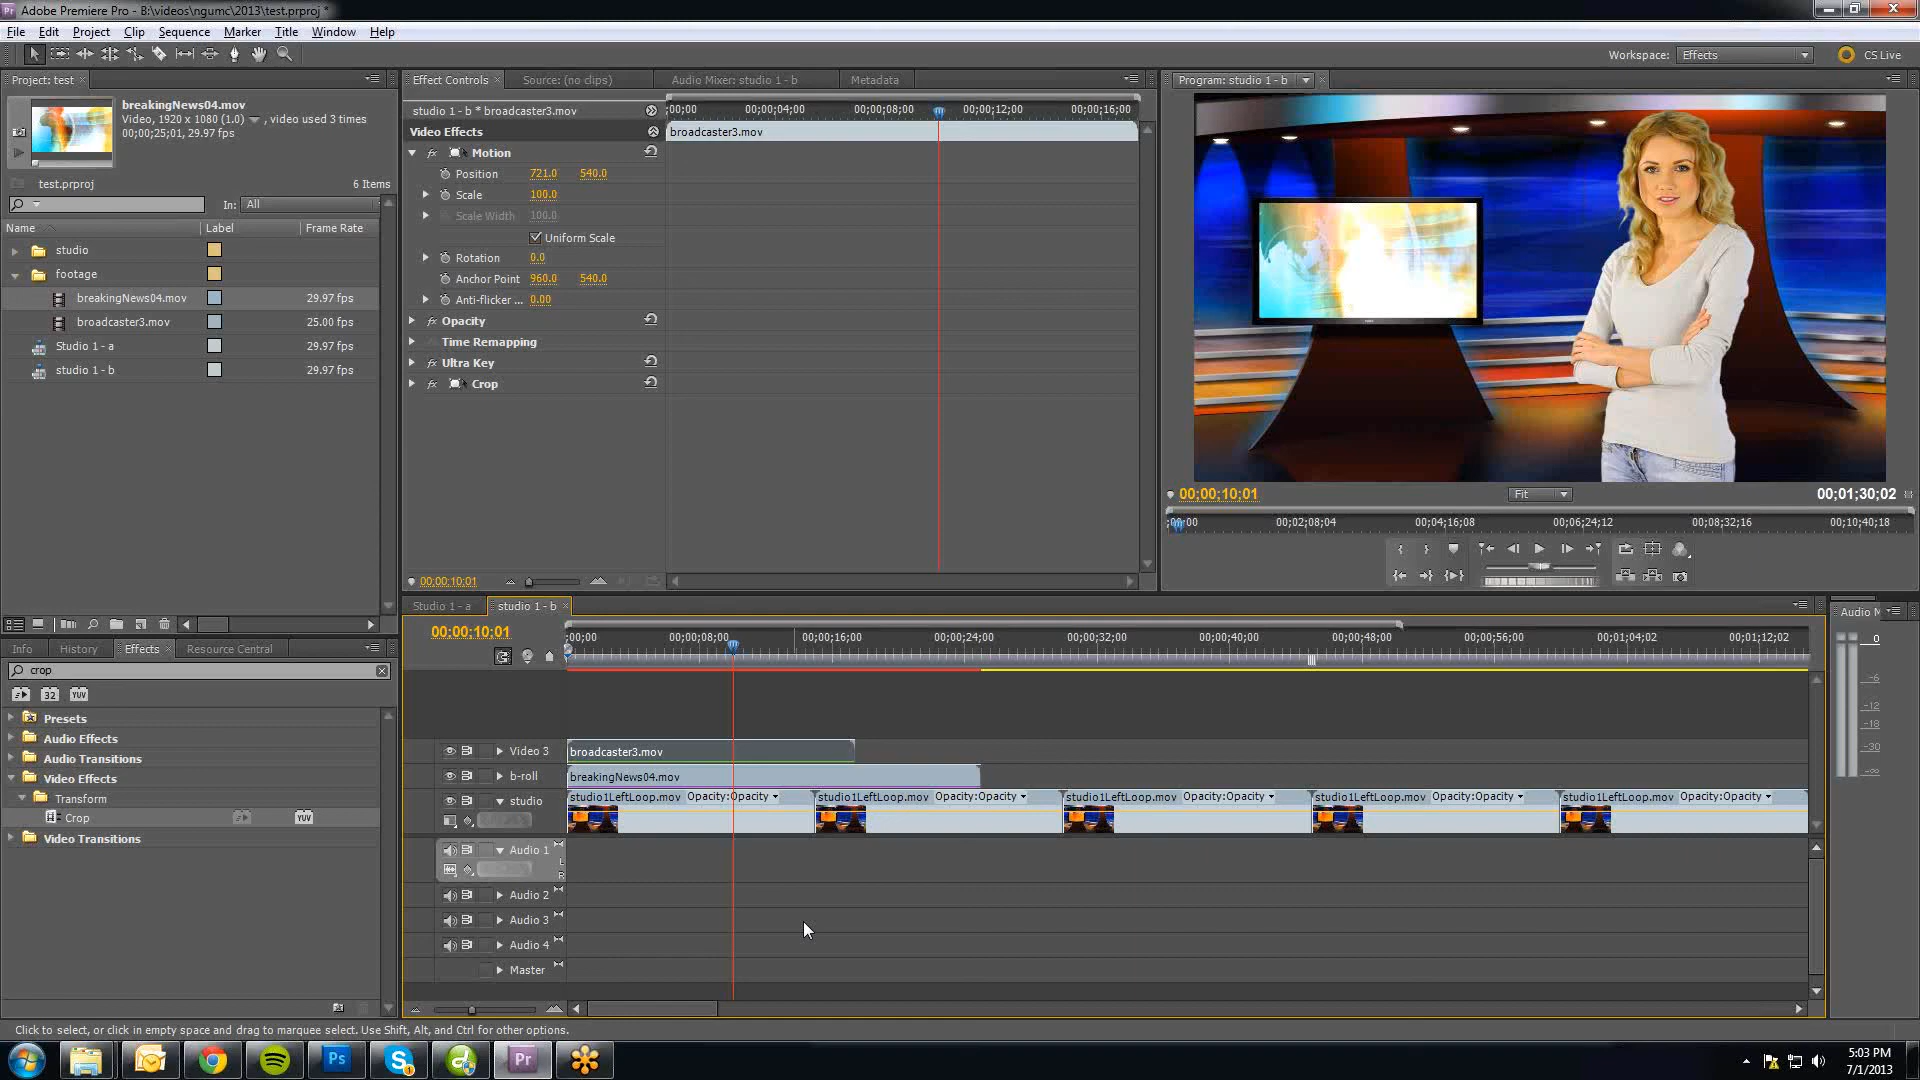 Adobe Premiere Pro - B:\videos\ngumc\2013\test.prproj *
File Edit Project Clip Sequence Marker Title Window Help
Workspace: Effects CS Live
Project: test
breakingNews04.mov
Video, 1920 x 1080 (1.0) , video used 3 times
00;00;25;01, 29.97 fps
test.prproj 6 Items
In: All
Name Label Frame Rate
studio
footage
breakingNews04.mov 29.97 fps
broadcaster3.mov 25.00 fps
Studio 1 - a 29.97 fps
studio 1 - b 29.97 fps
Effect Controls Source: (no clips) Audio Mixer: studio 1 - b Metadata
studio 1 - b * broadcaster3.mov
;00;00 00;00;04;00 00;00;08;00 00;00;12;00 00;00;16;00
Video Effects
broadcaster3.mov
fx Motion
Position 721.0 540.0
Scale 100.0
Scale Width 100.0
Uniform Scale
Rotation 0.0
Anchor Point 960.0 540.0
Anti-flicker ... 0.00
fx Opacity
Time Remapping
fx Ultra Key
fx Crop
00;00;10;01
Program: studio 1 - b
00;00;10;01 Fit 00;01;30;02
;00;00 00;02;08;04 00;04;16;08 00;06;24;12 00;08;32;16 00;10;40;18
Info History Effects Resource Central
crop
32 YUV
Presets
Audio Effects
Audio Transitions
Video Effects
Transform
Crop YUV
Video Transitions
Studio 1 - a studio 1 - b
00;00;10;01
;00;00 00;00;08;00 00;00;16;00 00;00;24;00 00;00;32;00 00;00;40;00 00;00;48;00 00;00;56;00 00;01;04;02 00;01;12;02
Video 3 broadcaster3.mov
b-roll breakingNews04.mov
studio studio1LeftLoop.mov Opacity:Opacity studio1LeftLoop.mov Opacity:Opacity studio1LeftLoop.mov Opacity:Opacity studio1LeftLoop.mov Opacity:Opacity studio1LeftLoop.mov Opacity:Opacity
Audio 1
L
R
Audio 2
Audio 3
Audio 4
Master
Audio M
0
-6
-12
-18
-30
-∞
Click to select, or click in empty space and drag to marquee select. Use Shift, Alt, and Ctrl for other options.
Ps
Pr
5:03 PM
7/1/2013